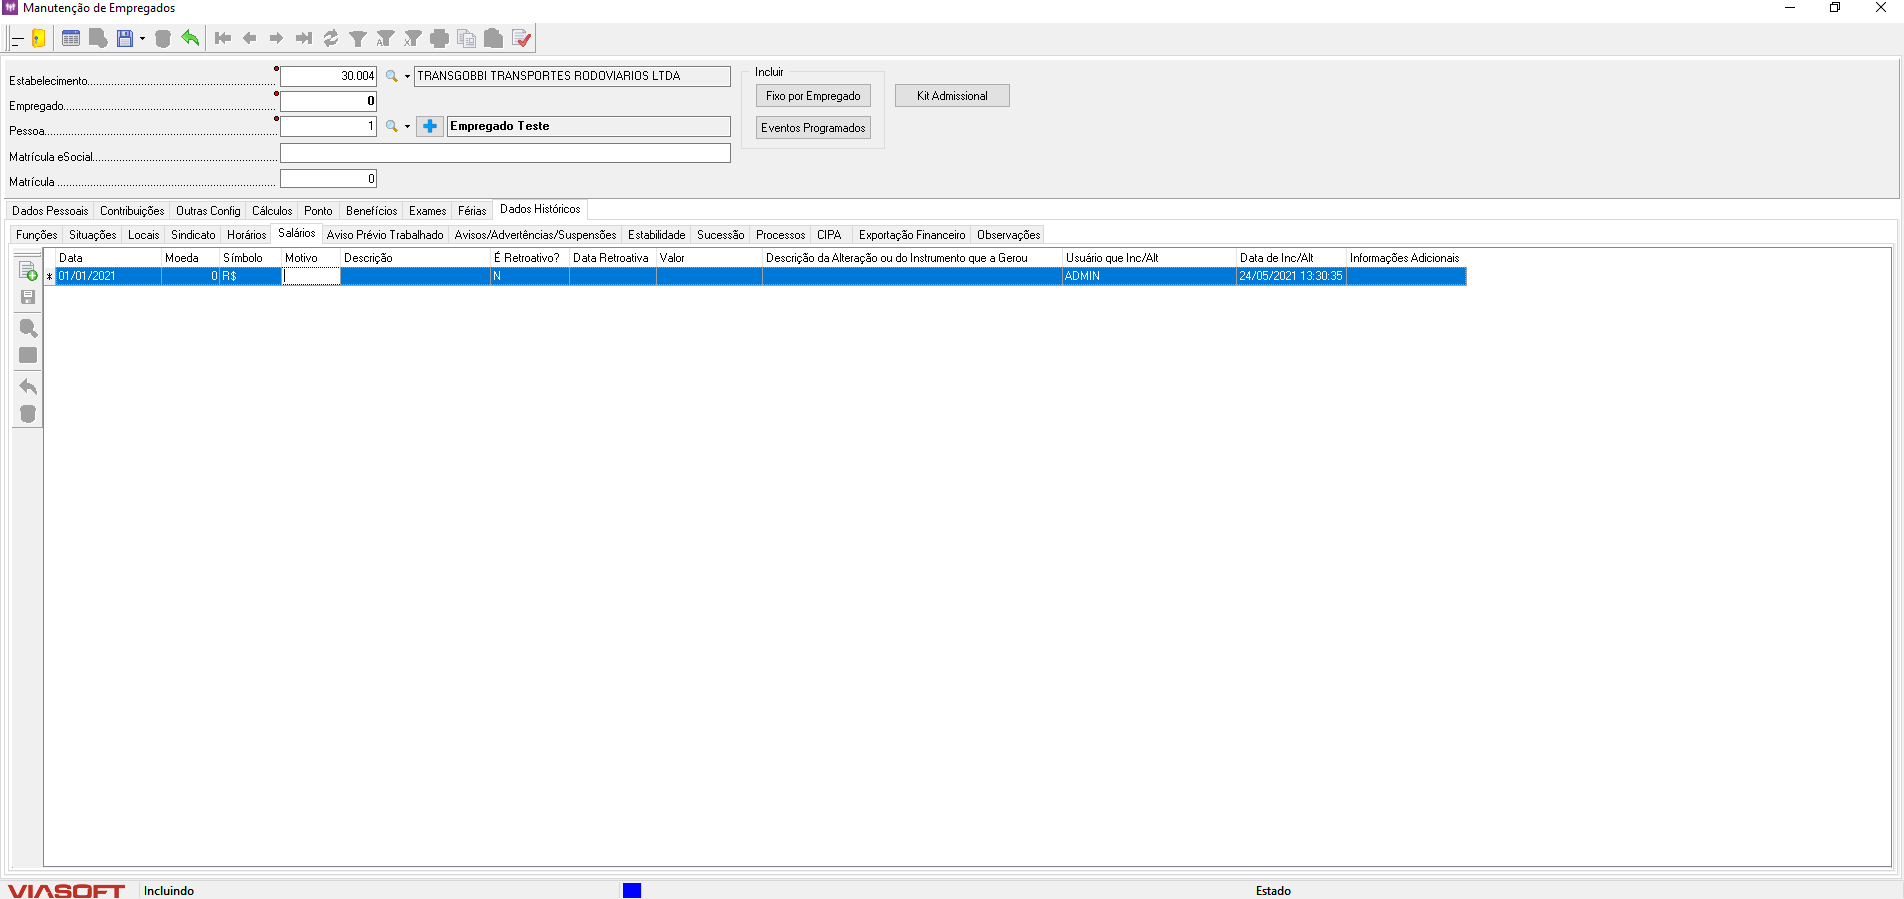 Manutenção de Empregados
Estabelecimento 30.004 TRANSGOBBI TRANSPORTES RODOVIARIOS LTDA
Empregado 0
Pessoa 1 Empregado Teste
Matrícula eSocial
Matrícula 0
Incluir
Fixo por Empregado Kit Admissional
Eventos Programados
Dados Pessoais Contribuições Outras Config Cálculos Ponto Benefícios Exames Férias Dados Históricos
Funções Situações Locais Sindicato Horários Salários Aviso Prévio Trabalhado Avisos/Advertências/Suspensões Estabilidade Sucessão Processos CIPA Exportação Financeiro Observações
Data Moeda Símbolo Motivo Descrição É Retroativo? Data Retroativa Valor Descrição da Alteração ou do Instrumento que a Gerou Usuário que Inc/Alt Data de Inc/Alt Informações Adicionais
* 01/01/2021 0 R$ N ADMIN 24/05/2021 13:30:35
VIASOFT Incluindo Estado